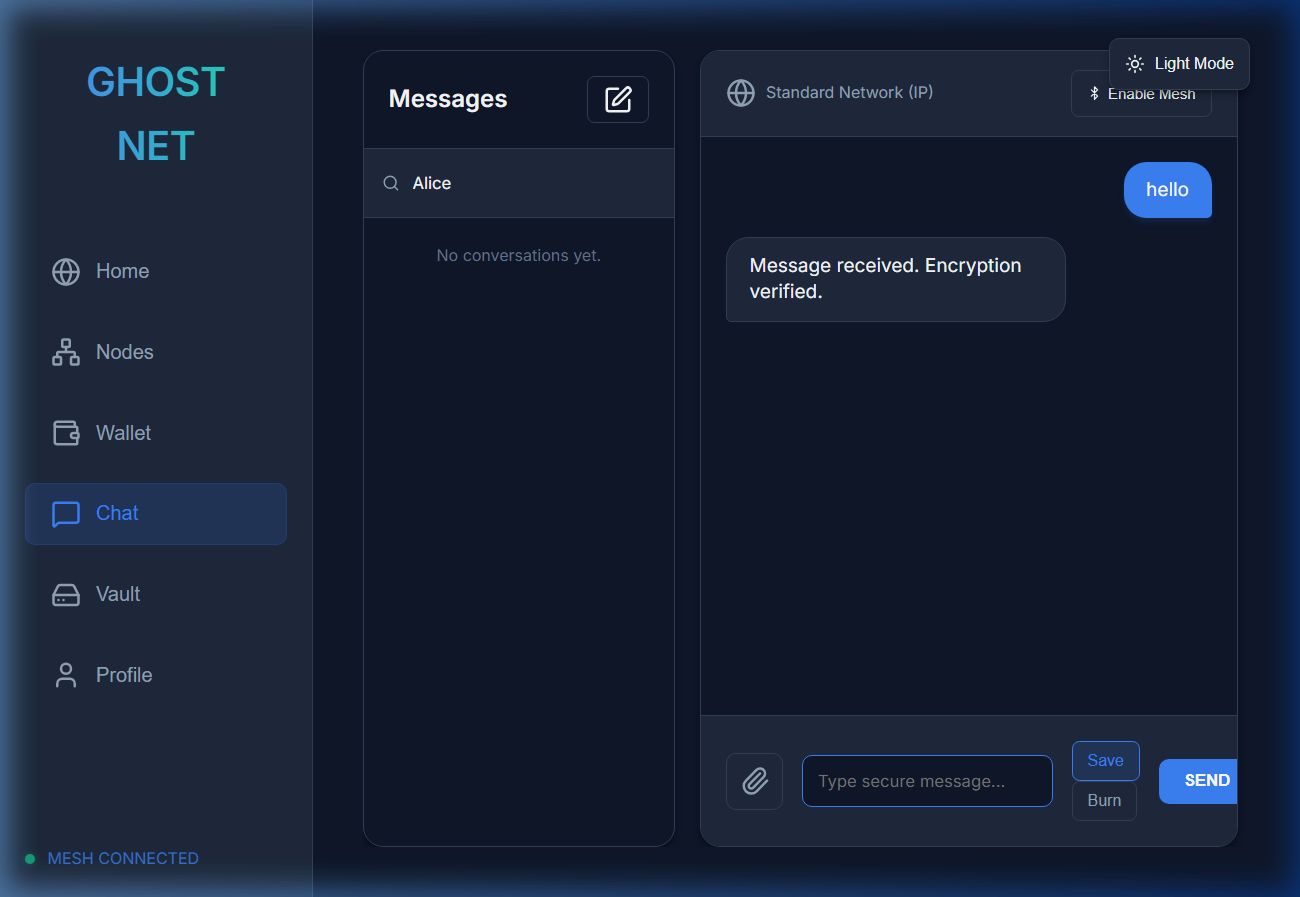 GHOST
NET
Home
Nodes
Wallet
Chat
Vault
Profile
MESH CONNECTED
Messages
Alice
No conversations yet.
Standard Network (IP)
Light Mode
Enable Mesh
hello
Message received. Encryption
verified.
Type secure message...
Save
Burn
SEND